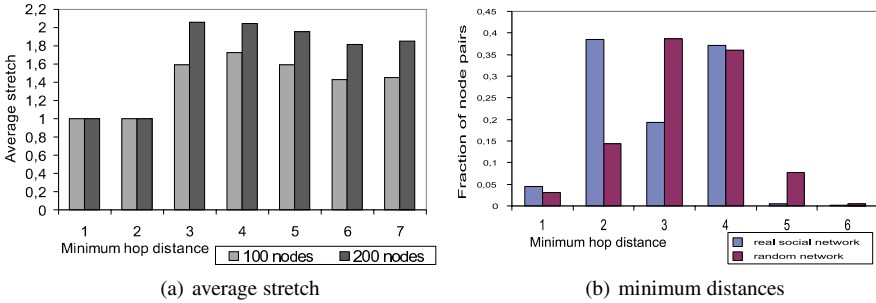 2,2
2
1,8
1,6
1,4
1,2
1
0,8
0,6
0,4
0,2
0
Average stretch
1 2 3 4 5 6 7
Minimum hop distance
100 nodes 200 nodes
(a) average stretch
0,45
0,4
0,35
0,3
0,25
0,2
0,15
0,1
0,05
0
Fraction of node pairs
1 2 3 4 5 6
Minimum hop distance
real social network
random network
(b) minimum distances